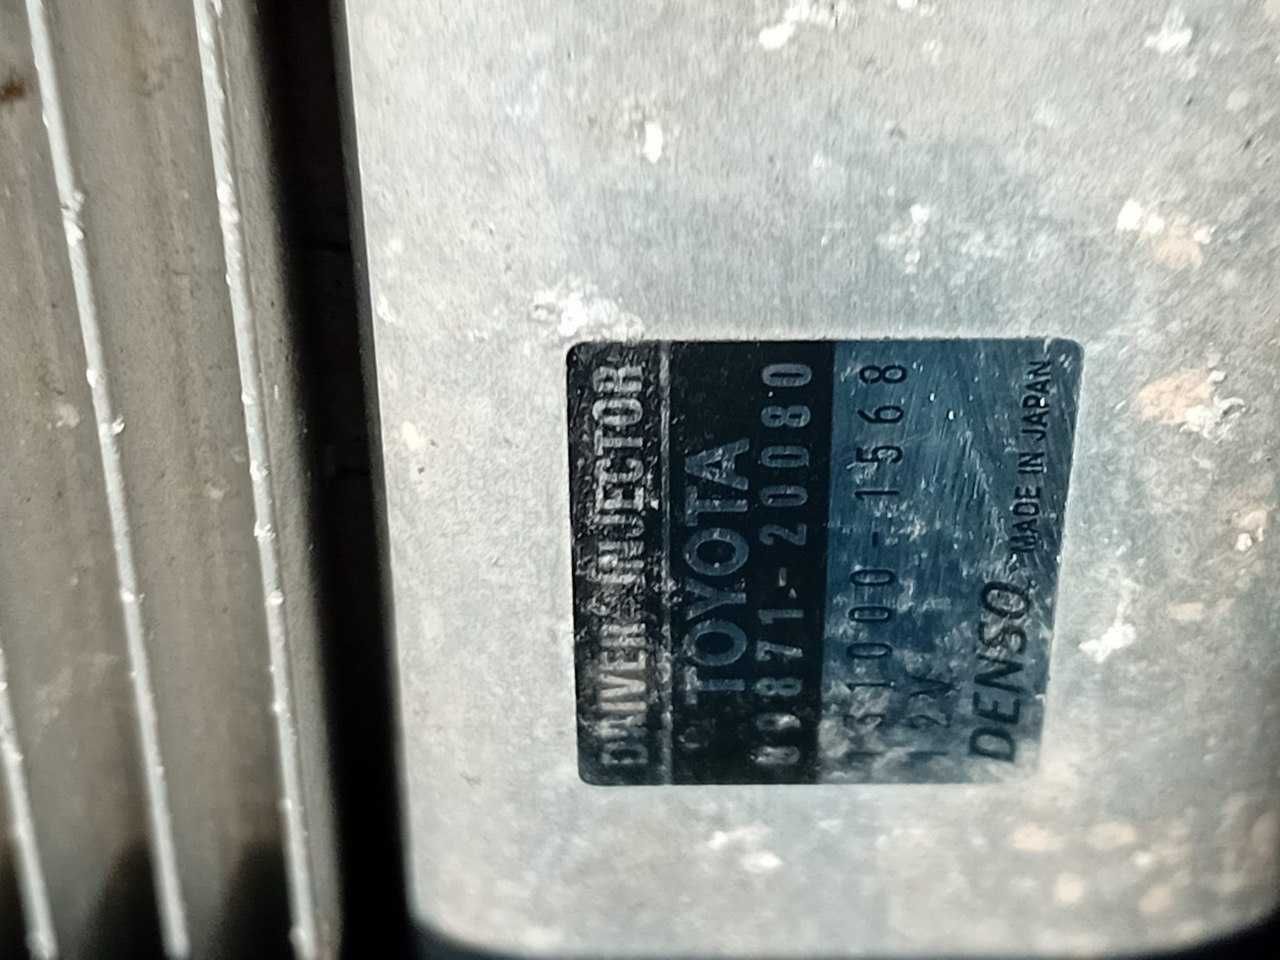 DRIVER INJECTOR
TOYOTA
89871-20080
131000-1568
12V
DENSO MADE IN JAPAN